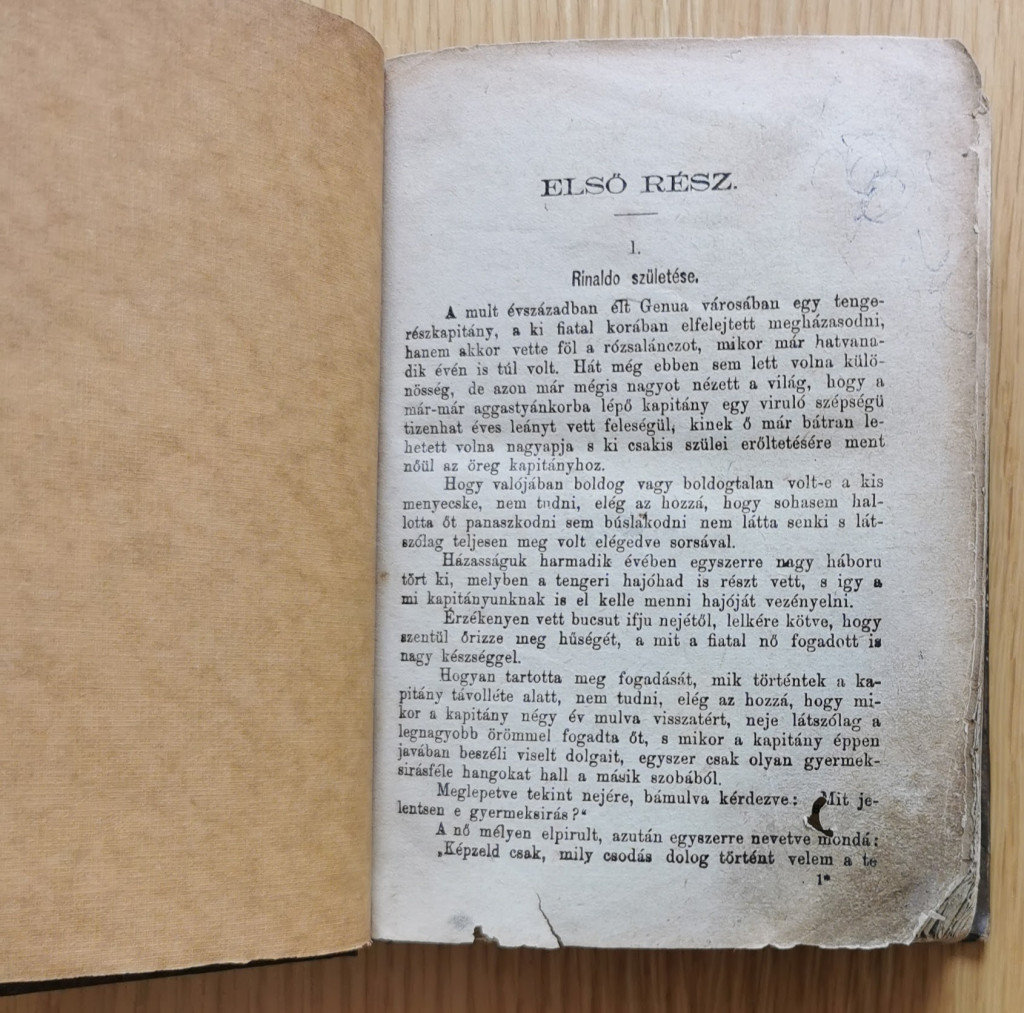 ELSŐ RÉSZ.
1.
Rinaldo születése.
A mult évszázadban élt Genua városában egy tenge-
részkapitány, a ki fiatal korában elfelejtett megházasodni,
hanem akkor vette föl a rózsalánczot, mikor már hatvana-
dik évén is túl volt. Hát még ebben sem lett volna külö-
nösség, de azon már mégis nagyot nézett a világ, hogy a
már-már aggastyánkorba lépő kapitány egy viruló szépségü
tizenhat éves leányt vett feleségül, kinek ő már bátran le-
hetett volna nagyapja s ki csakis szülei erőltetésére ment
nőül az öreg kapitányhoz.
Hogy valójában boldog vagy boldogtalan volt-e a kis
menyecske, nem tudni, elég az hozzá, hogy sohasem hal-
lotta őt panaszkodni sem búslakodni nem látta senki s lát-
szólag teljesen meg volt elégedve sorsával.
Házasságuk harmadik évében egyszerre nagy háboru
tört ki, melyben a tengeri hajóhad is részt vett, s igy a
mi kapitányunknak is el kelle menni hajóját vezényelni.
Érzékenyen vett bucsut ifju nejétől, lelkére kötve, hogy
szentül őrizze meg hűségét, a mit a fiatal nő fogadott is
nagy készséggel.
Hogyan tartotta meg fogadását, mik történtek a ka-
pitány távolléte alatt, nem tudni, elég az hozzá, hogy mi-
kor a kapitány négy év mulva visszatért, neje látszólag a
legnagyobb örömmel fogadta őt, s mikor a kapitány éppen
javában beszéli viselt dolgait, egyszer csak olyan gyermek-
sirásféle hangokat hall a másik szobából.
Meglepetve tekint nejére, bámulva kérdezve: Mit je-
lentsen e gyermeksirás?"
A nő mélyen elpirult, azután egyszerre nevetve mondá:
„Képzeld csak, mily csodás dolog történt velem a te
1*